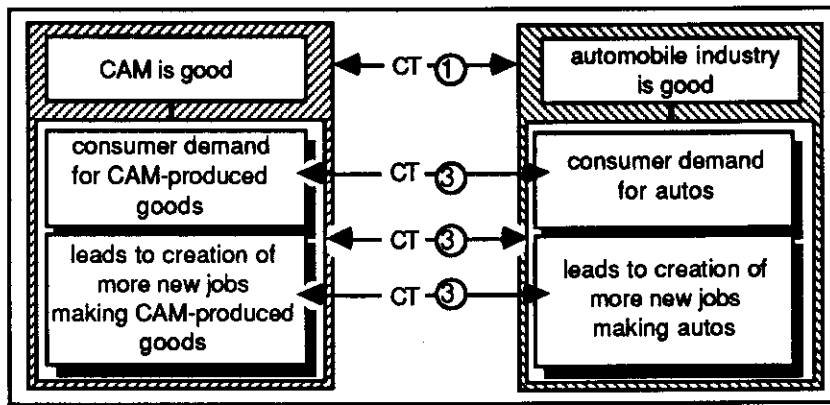 CAM is good
CT 1
automobile industry
is good
consumer demand
for CAM-produced
goods
CT 3
consumer demand
for autos
CT 3
leads to creation of
more new jobs
making CAM-produced
goods
CT 3
leads to creation of
more new jobs
making autos